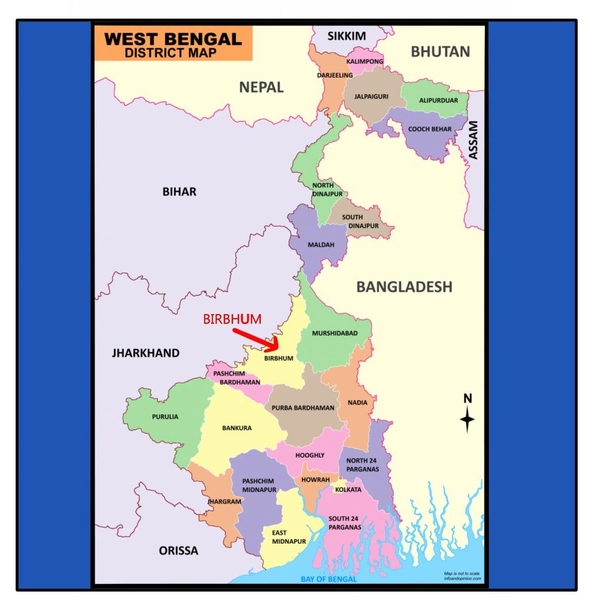 WEST BENGAL
DISTRICT MAP
SIKKIM
BHUTAN
KALIMPONG
DARJEELING
NEPAL
JALPAIGURI
ALIPURDUAR
COOCH BEHAR
ASSAM
BIHAR
NORTH
DINAJPUR
SOUTH
DINAJPUR
MALDAH
BANGLADESH
BIRBHUM
MURSHIDABAD
JHARKHAND
BIRBHUM
PASHCHIM
BARDHAMAN
N
PURULIA
PURBA BARDHAMAN
NADIA
BANKURA
HOOGHLY
NORTH 24
PARGANAS
PASHCHIM
MIDNAPUR
HOWRAH
KOLKATA
JHARGRAM
SOUTH 24
PARGANAS
EAST
MIDNAPUR
ORISSA
BAY OF BENGAL
Map is not to scale
infoandopinion.com